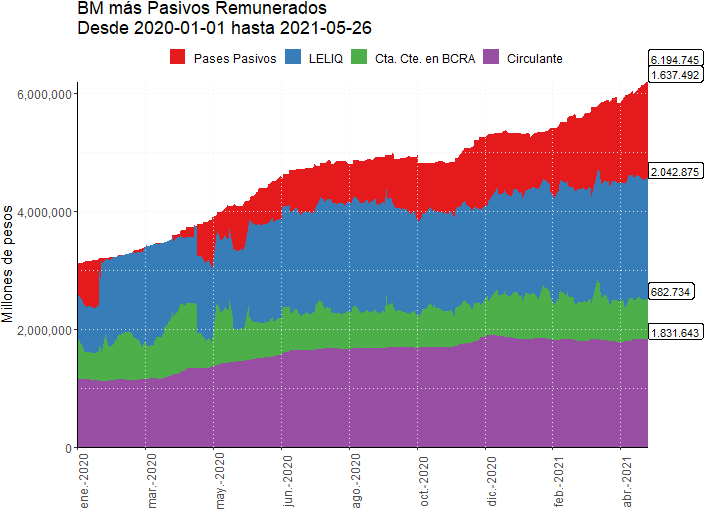 BM más Pasivos Remunerados
Desde 2020-01-01 hasta 2021-05-26
Pases Pasivos LELIQ Cta. Cte. en BCRA Circulante
6.194.745
1.637.492
2.042.875
682.734
1.831.643
Millones de pesos
6,000,000
4,000,000
2,000,000
0
ene.-2020
mar.-2020
may.-2020
jun.-2020
ago.-2020
oct.-2020
dic.-2020
feb.-2021
abr.-2021